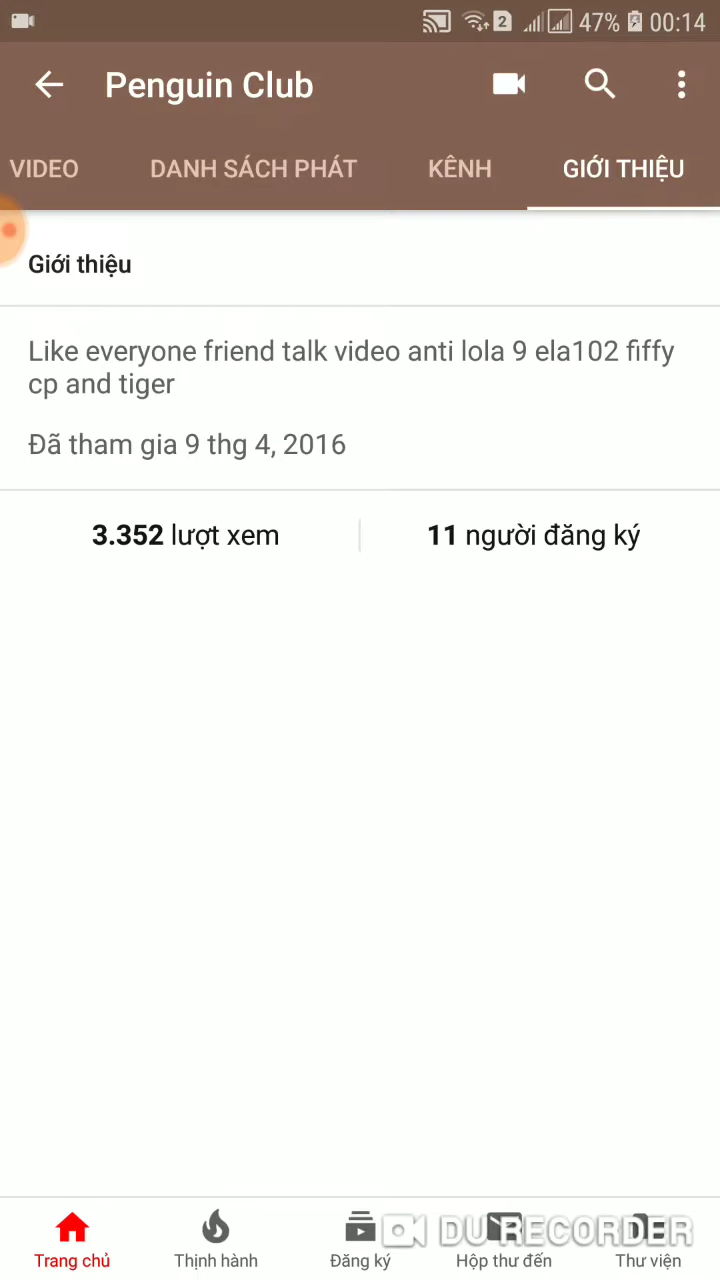 2 47% 00:14
Penguin Club
VIDEO DANH SÁCH PHÁT KÊNH GIỚI THIỆU
Giới thiệu
Like everyone friend talk video anti lola 9 ela102 fiffy
cp and tiger
Đã tham gia 9 thg 4, 2016
3.352 lượt xem 11 người đăng ký
DU RECORDER
Trang chủ Thịnh hành Đăng ký Hộp thư đến Thư viện